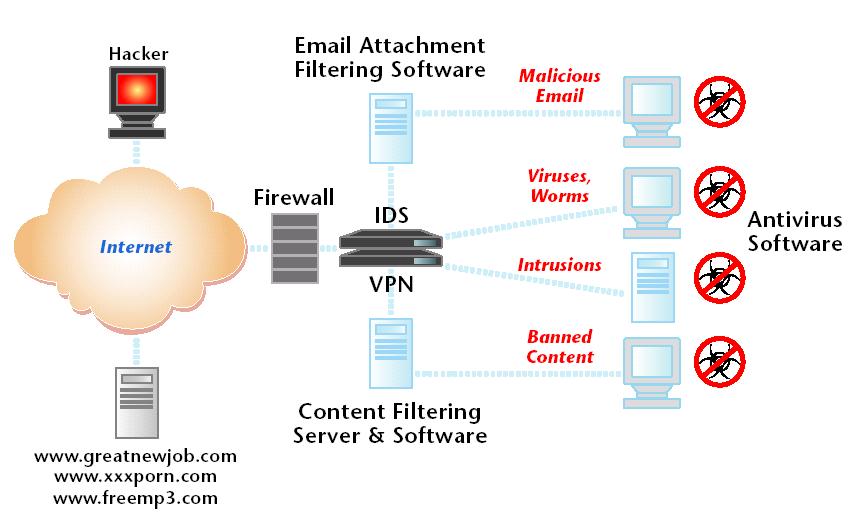 Hacker
Email Attachment
Filtering Software
Malicious
Email
Viruses,
Worms
Firewall
IDS
Antivirus
Software
Internet
VPN
Intrusions
Banned
Content
Content Filtering
Server & Software
www.greatnewjob.com
www.xxxporn.com
www.freemp3.com